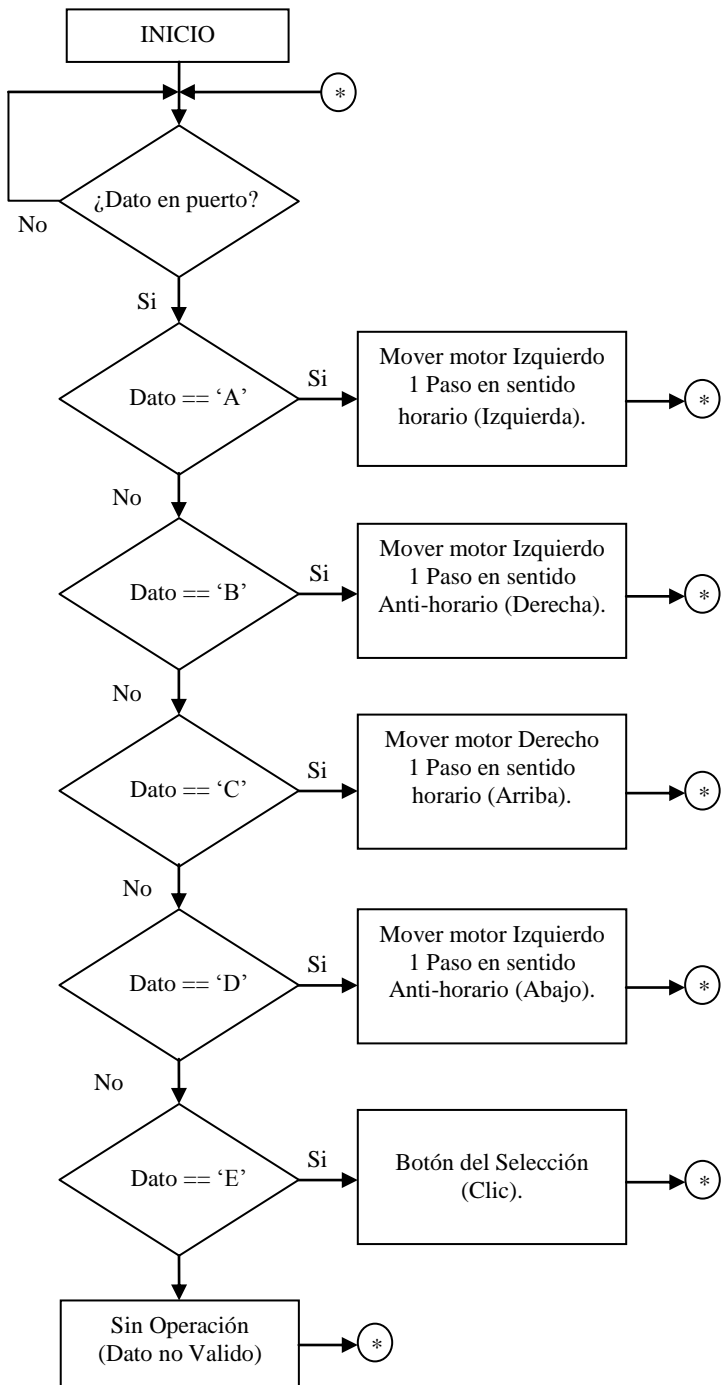 INICIO
*
¿Dato en puerto?
No
Si
Dato == ‘A’
Si
Mover motor Izquierdo
1 Paso en sentido
horario (Izquierda).
*
No
Dato == ‘B’
Si
Mover motor Izquierdo
1 Paso en sentido
Anti-horario (Derecha).
*
No
Dato == ‘C’
Si
Mover motor Derecho
1 Paso en sentido
horario (Arriba).
*
No
Dato == ‘D’
Si
Mover motor Izquierdo
1 Paso en sentido
Anti-horario (Abajo).
*
No
Dato == ‘E’
Si
Botón del Selección
(Clic).
*
Sin Operación
(Dato no Valido)
*